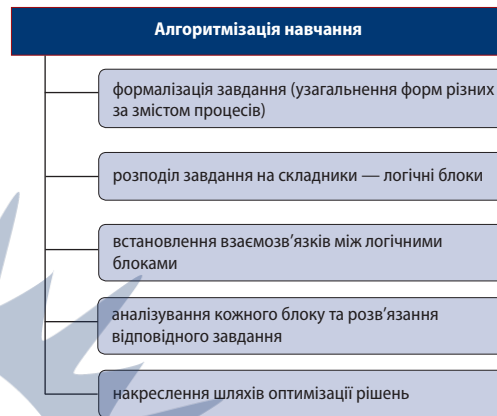 Алгоритмізація навчання
формалізація завдання (узагальнення форм різних
за змістом процесів)
розподіл завдання на складники — логічні блоки
встановлення взаємозв'язків між логічними
блоками
аналізування кожного блоку та розв'язання
відповідного завдання
накреслення шляхів оптимізації рішень